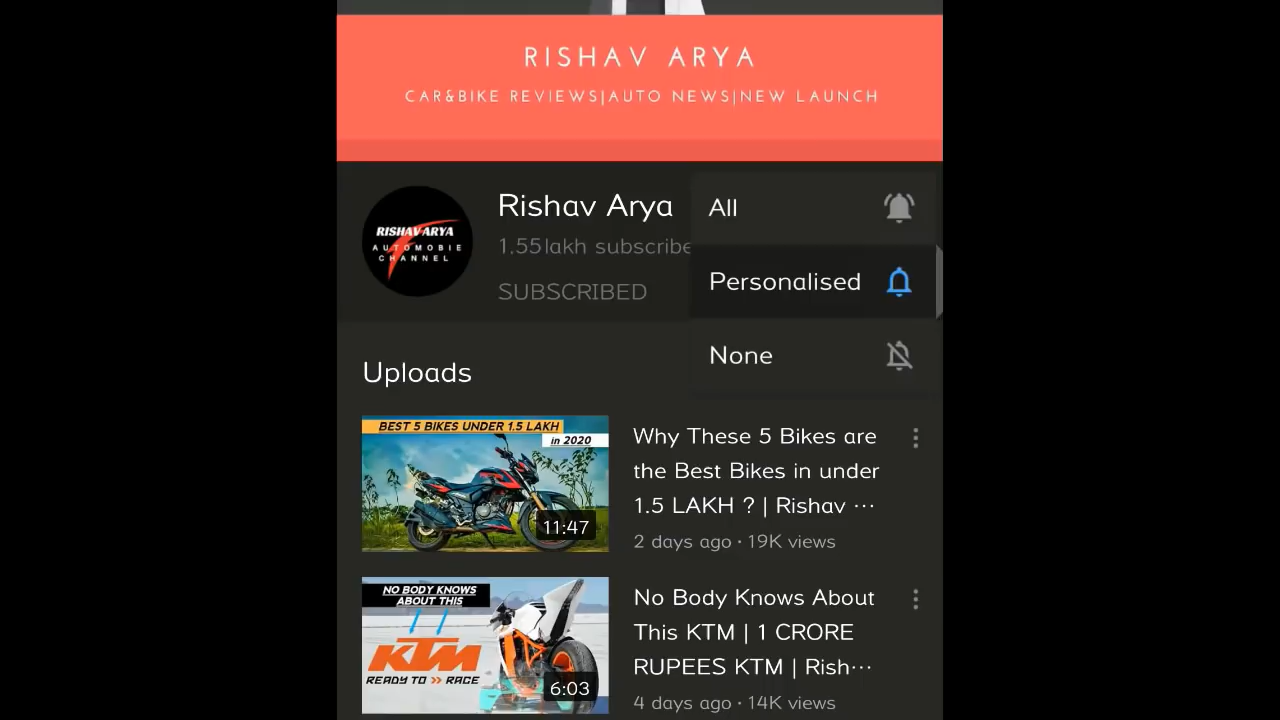 RISHAV ARYA
CAR&BIKE REVIEWS|AUTO NEWS|NEW LAUNCH
RISHAV ARYA
AUTOMOBIE
CHANNEL
Rishav Arya
1.55lakh subscribe
SUBSCRIBED
All
Personalised
None
Uploads
BEST 5 BIKES UNDER 1.5 LAKH
in 2020
11:47
Why These 5 Bikes are
the Best Bikes in under
1.5 LAKH ? | Rishav ...
2 days ago · 19K views
NO BODY KNOWS
ABOUT THIS
KTM
READY TO >> RACE
6:03
No Body Knows About
This KTM | 1 CRORE
RUPEES KTM | Rish...
4 days ago · 14K views